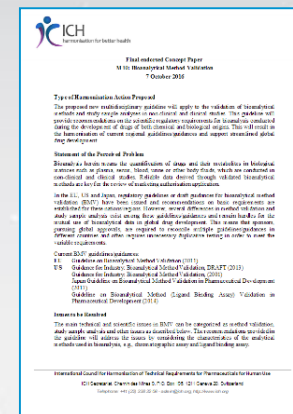 ICH
harmonisation for better health
Final endorsed Concept Paper
M10: Bioanalytical Method Validation
7 October 2016
Type of Harmonisation Action Proposed
The proposed new multidisciplinary guideline will apply to the validation of bioanalytical
methods and study sample analyses in non-clinical and clinical studies. This guideline will
provide recommendations on the scientific regulatory requirements for bioanalysis conducted
during the development of drugs of both chemical and biological origins. This will result in
the harmonisation of current regional guidelines/guidances and support streamlined global
drug development.
Statement of the Perceived Problem
Bioanalysis herein means the quantification of drugs and their metabolites in biological
matrices such as plasma, serum, blood, urine or other body fluids, which are conducted in
non-clinical and clinical studies. Reliable data derived through validated bioanalytical
methods are key for the review of marketing authorisation application.
In the EU, US and Japan, regulatory guidelines or draft guidances for bioanalytical method
validation (BMV) have been issued and recommendations on basic requirements are
established for these nations/regions. However, several differences in method validation and
study sample analysis exist among these guidelines/guidances and remain hurdles for the
mutual use of bioanalytical data in global drug development. This means that sponsors,
pursuing global approvals, are required to reconcile multiple guidelines/guidances in
different countries and often requires unnecessary duplicative testing in order to meet the
variable requirements.
Current BMV guidelines/guidances:
EU Guideline on Bioanalytical Method Validation (2011)
US Guidance for Industry: Bioanalytical Method Validation, DRAFT (2013)
Guidance for Industry: Bioanalytical Method Validation, (2001)
Japan Guideline on Bioanalytical Method Validation in Pharmaceutical Development
(2013)
Guideline on Bioanalytical Method (Ligand Binding Assay) Validation in
Pharmaceutical Development (2014)
Issues to be Resolved
The main technical and scientific issues in BMV can be categorised as method validation,
study sample analysis and other issues as described below. The recommendations provided in
the guideline will address the issues by considering the characteristics of the analytical
methods used in bioanalysis, e.g., chromatographic assay and ligand binding assay.
International Council for Harmonisation of Technical Requirements for Pharmaceuticals for Human Use